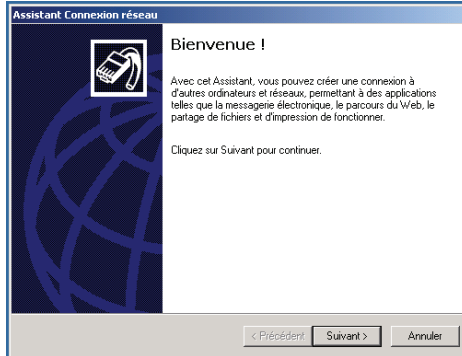 Assistant Connexion réseau
Bienvenue !
Avec cet Assistant, vous pouvez créer une connexion à
d'autres ordinateurs et réseaux, permettant à des applications
telles que la messagerie électronique, le parcours du Web, le
partage de fichiers et d'impression de fonctionner.
Cliquez sur Suivant pour continuer.
< Précédent Suivant > Annuler